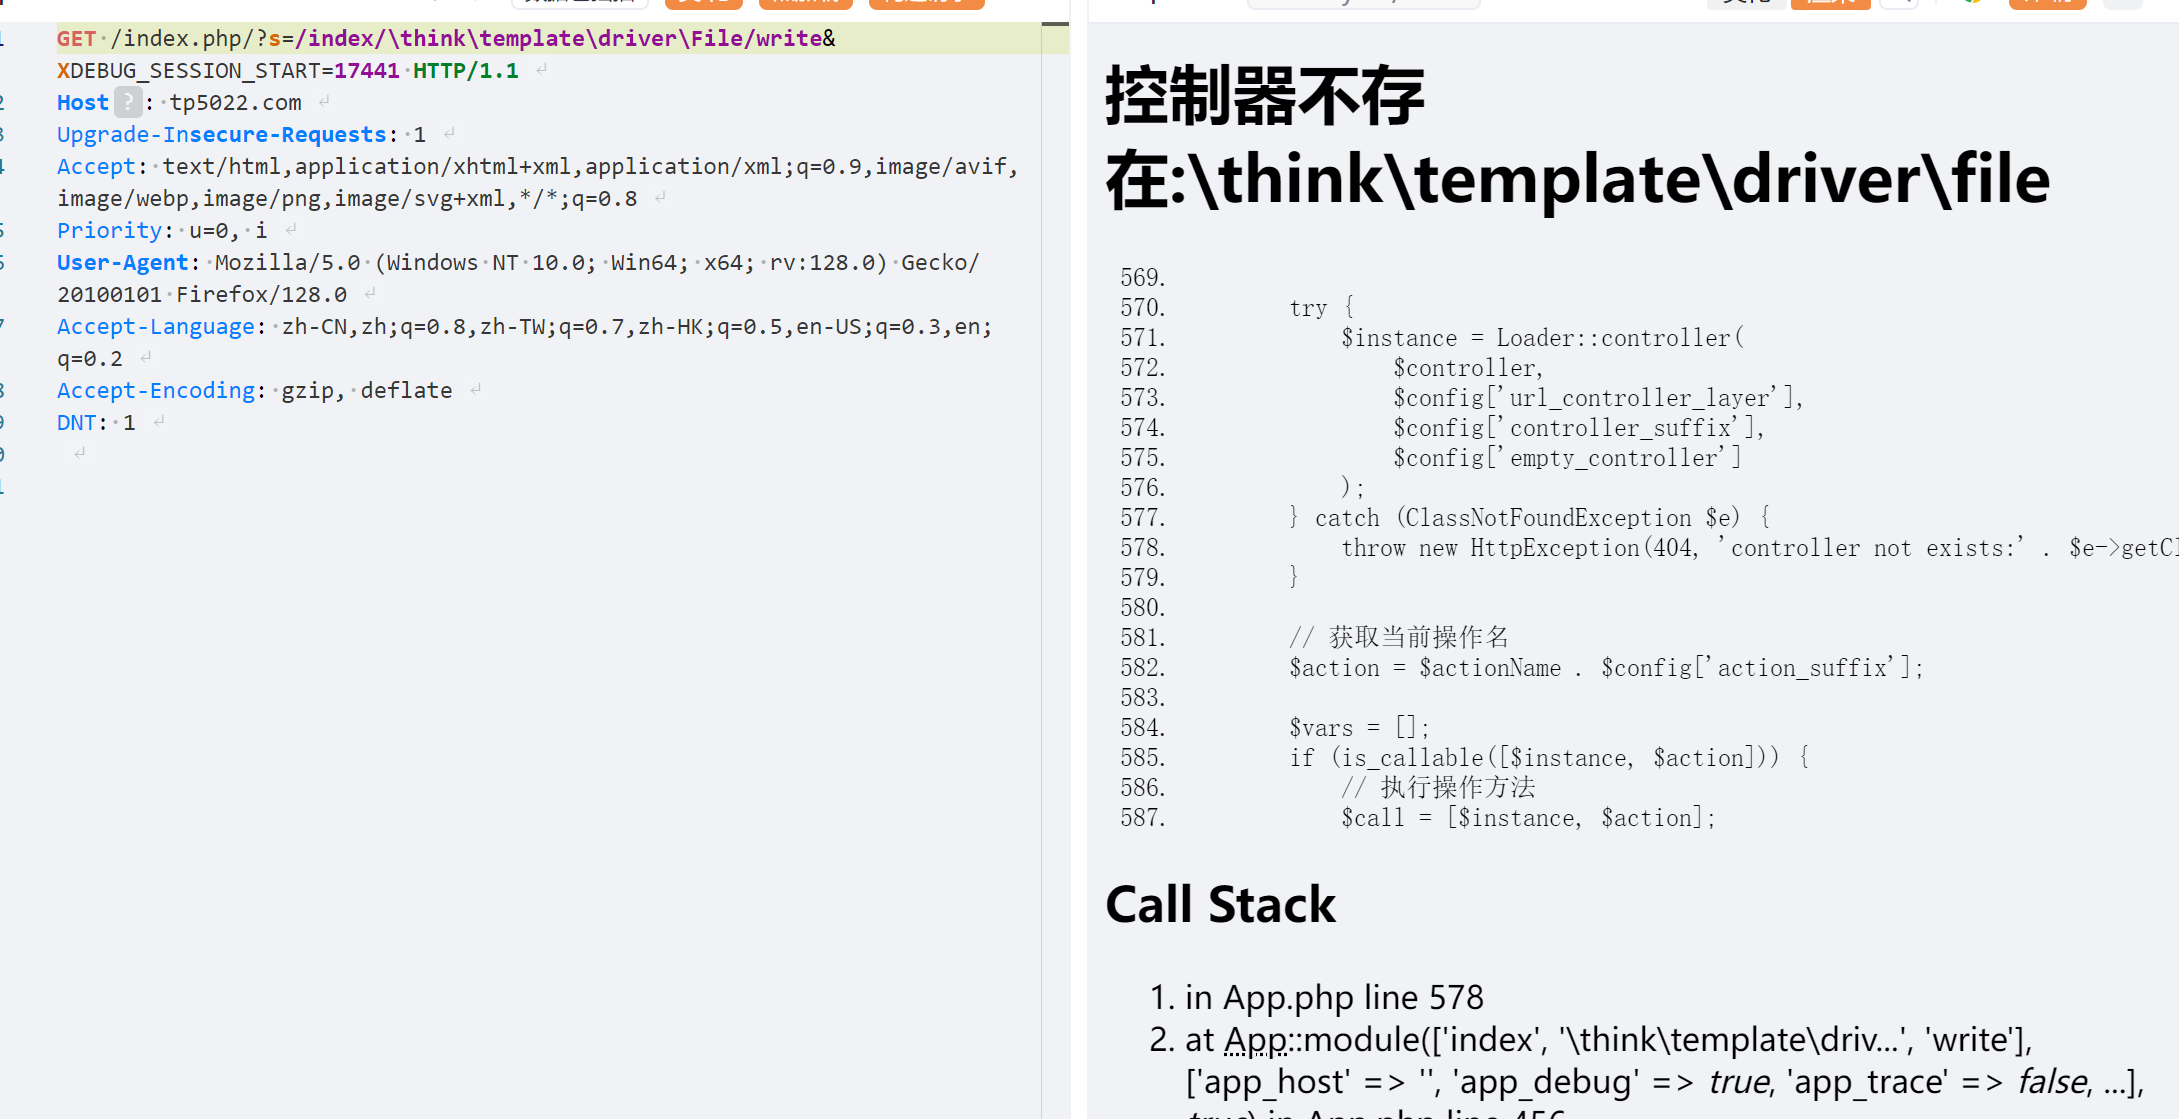 GET /index.php/?s=/index/\think\template\driver\File/write&
XDEBUG_SESSION_START=17441 HTTP/1.1
Host ? : tp5022.com
Upgrade-Insecure-Requests: 1
Accept: text/html,application/xhtml+xml,application/xml;q=0.9,image/avif,
image/webp,image/png,image/svg+xml,*/*;q=0.8
Priority: u=0, i
User-Agent: Mozilla/5.0 (Windows NT 10.0; Win64; x64; rv:128.0) Gecko/
20100101 Firefox/128.0
Accept-Language: zh-CN,zh;q=0.8,zh-TW;q=0.7,zh-HK;q=0.5,en-US;q=0.3,en;
q=0.2
Accept-Encoding: gzip, deflate
DNT: 1
控制器不存
在:\think\template\driver\file
569.
570. try {
571. $instance = Loader::controller(
572. $controller,
573. $config['url_controller_layer'],
574. $config['controller_suffix'],
575. $config['empty_controller']
576. );
577. } catch (ClassNotFoundException $e) {
578. throw new HttpException(404, 'controller not exists:' . $e->getCl
579. }
580.
581. // 获取当前操作名
582. $action = $actionName . $config['action_suffix'];
583.
584. $vars = [];
585. if (is_callable([$instance, $action])) {
586. // 执行操作方法
587. $call = [$instance, $action];
Call Stack
1. in App.php line 578
2. at App::module(['index', '\think\template\driv...', 'write'],
['app_host' => '', 'app_debug' => true, 'app_trace' => false, ...],
true) in App.php line 456